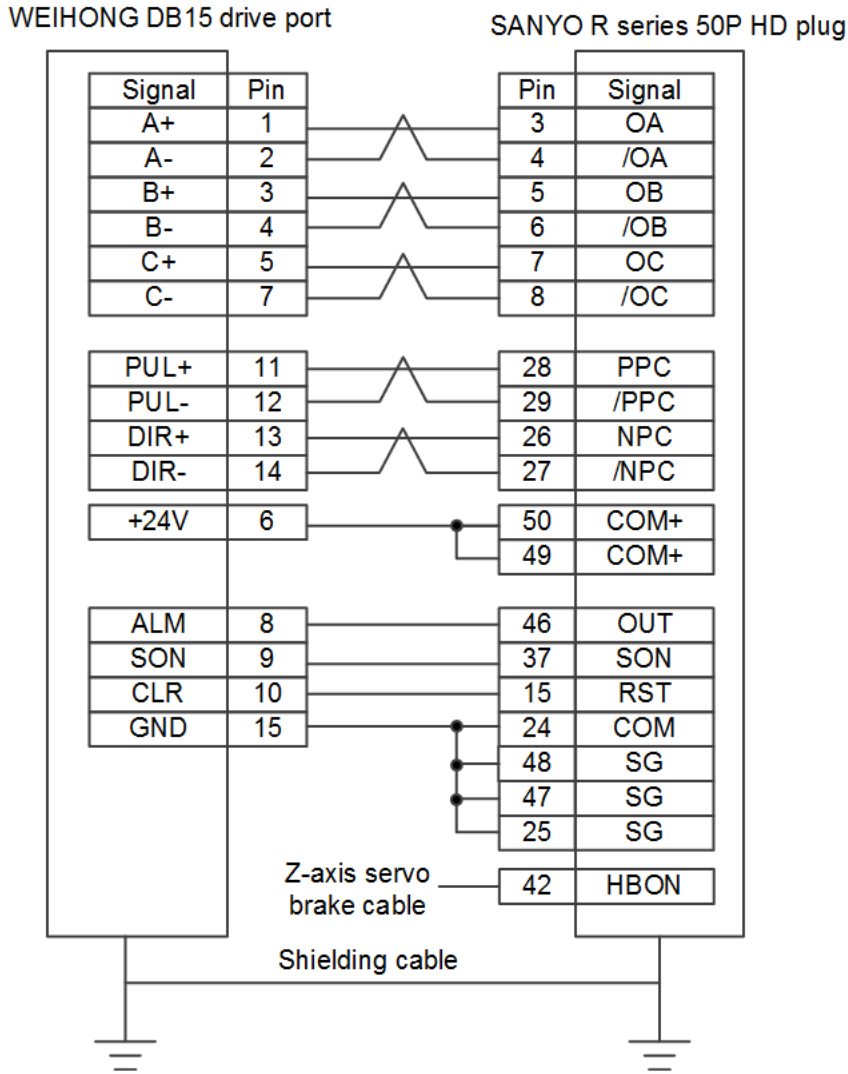 WEIHONG DB15 drive port
SANYO R series 50P HD plug
Signal Pin Pin Signal
A+ 1 3 OA
A- 2 4 /OA
B+ 3 5 OB
B- 4 6 /OB
C+ 5 7 OC
C- 7 8 /OC
PUL+ 11 28 PPC
PUL- 12 29 /PPC
DIR+ 13 26 NPC
DIR- 14 27 /NPC
+24V 6 50 COM+
49 COM+
ALM 8 46 OUT
SON 9 37 SON
CLR 10 15 RST
GND 15 24 COM
48 SG
47 SG
25 SG
Z-axis servo
brake cable
42 HBON
Shielding cable